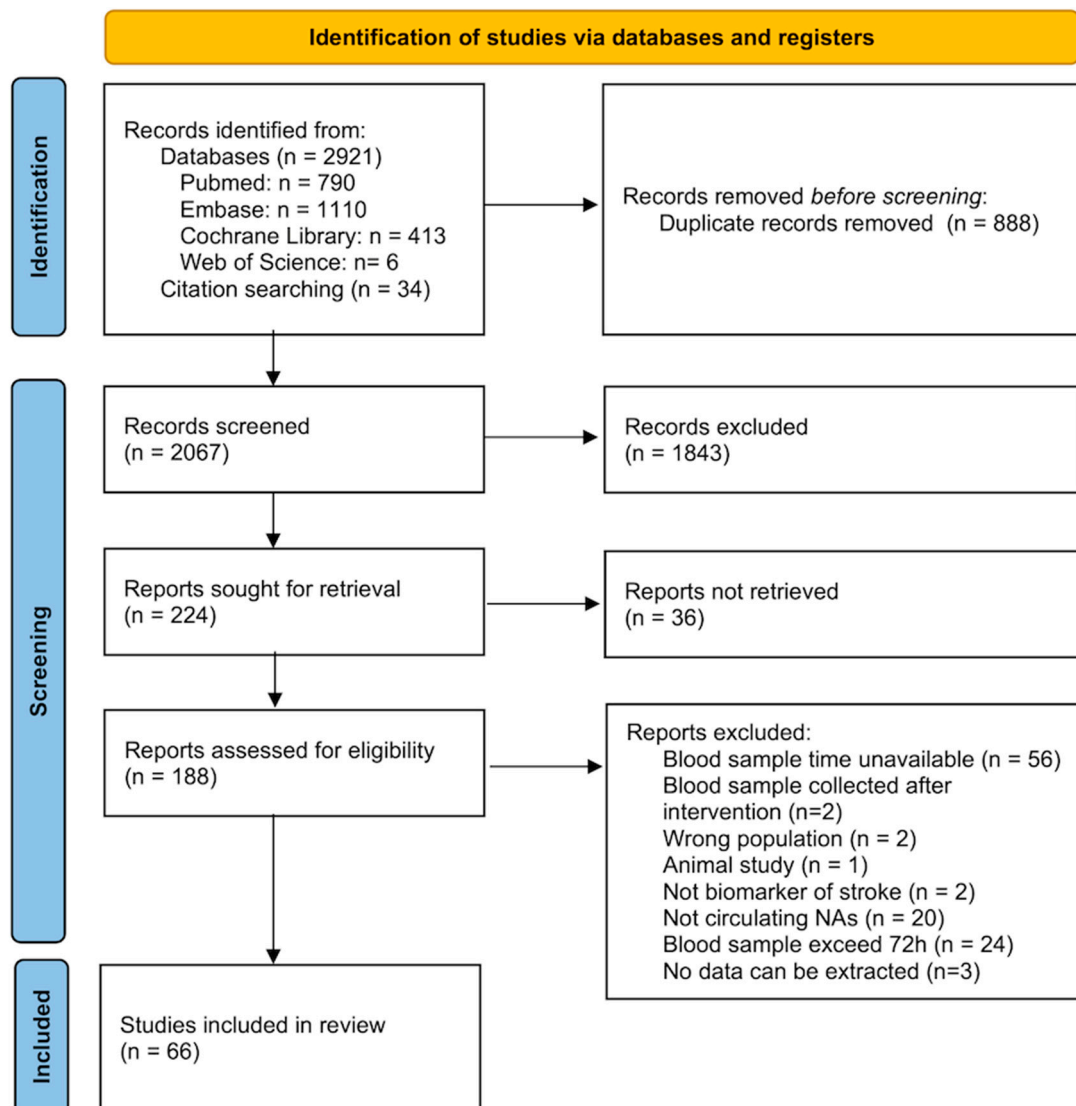 Identification of studies via databases and registers
Identification
Records identified from:
Databases (n = 2921)
Pubmed: n = 790
Embase: n = 1110
Cochrane Library: n = 413
Web of Science: n= 6
Citation searching (n = 34)
Records removed before screening:
Duplicate records removed (n = 888)
Screening
Records screened
(n = 2067)
Records excluded
(n = 1843)
Reports sought for retrieval
(n = 224)
Reports not retrieved
(n = 36)
Reports assessed for eligibility
(n = 188)
Reports excluded:
Blood sample time unavailable (n = 56)
Blood sample collected after
intervention (n=2)
Wrong population (n = 2)
Animal study (n = 1)
Not biomarker of stroke (n = 2)
Not circulating NAs (n = 20)
Blood sample exceed 72h (n = 24)
No data can be extracted (n=3)
Included
Studies included in review
(n = 66)